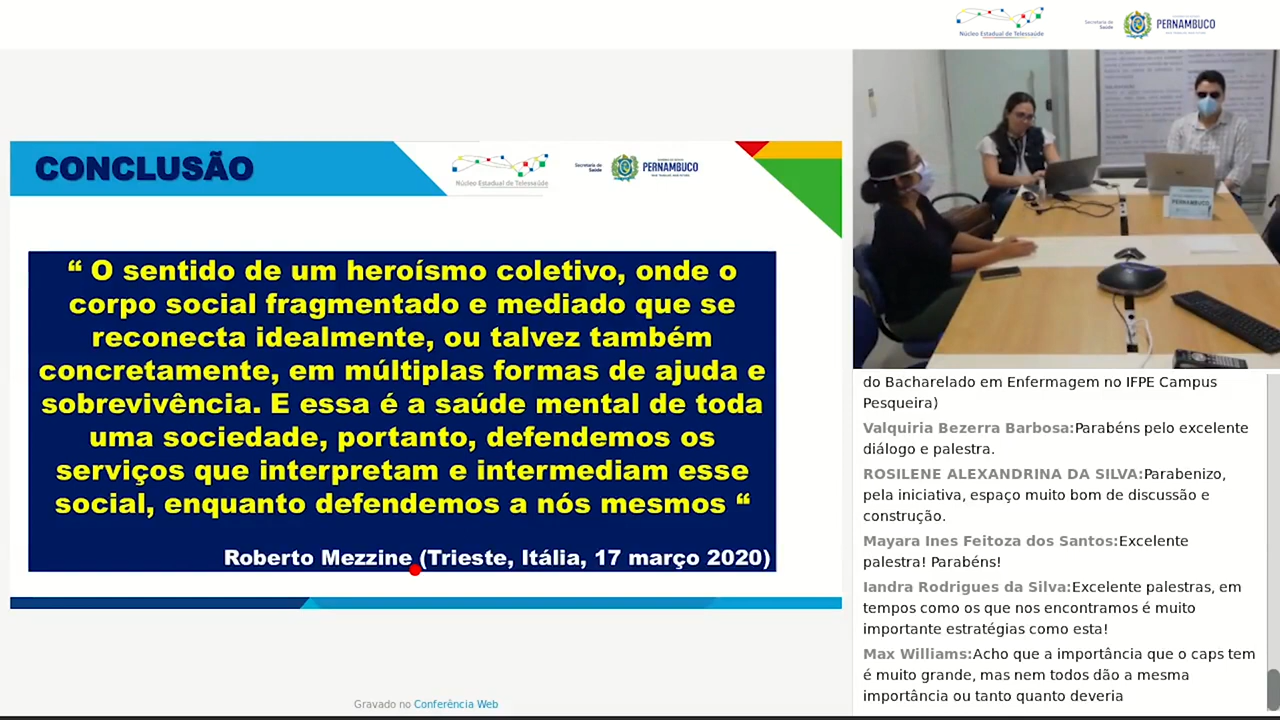 Núcleo Estadual de Telessaúde
Secretaria de
Saúde
PERNAMBUCO
CONCLUSÃO
Núcleo Estadual de Telessaúde
Secretaria de
Saúde
PERNAMBUCO
“ O sentido de um heroísmo coletivo, onde o
corpo social fragmentado e mediado que se
reconecta idealmente, ou talvez também
concretamente, em múltiplas formas de ajuda e
sobrevivência. E essa é a saúde mental de toda
uma sociedade, portanto, defendemos os
serviços que interpretam e intermediam esse
social, enquanto defendemos a nós mesmos “
Roberto Mezzine (Trieste, Itália, 17 março 2020)
Gravado no Conferência Web
PERNAMBUCO
do Bacharelado em Enfermagem no IFPE Campus
Pesqueira)
Valquiria Bezerra Barbosa:Parabéns pelo excelente
diálogo e palestra.
ROSILENE ALEXANDRINA DA SILVA:Parabenizo,
pela iniciativa, espaço muito bom de discussão e
construção.
Mayara Ines Feitoza dos Santos:Excelente
palestra! Parabéns!
Iandra Rodrigues da Silva:Excelente palestras, em
tempos como os que nos encontramos é muito
importante estratégias como esta!
Max Williams:Acho que a importância que o caps tem
é muito grande, mas nem todos dão a mesma
importância ou tanto quanto deveria